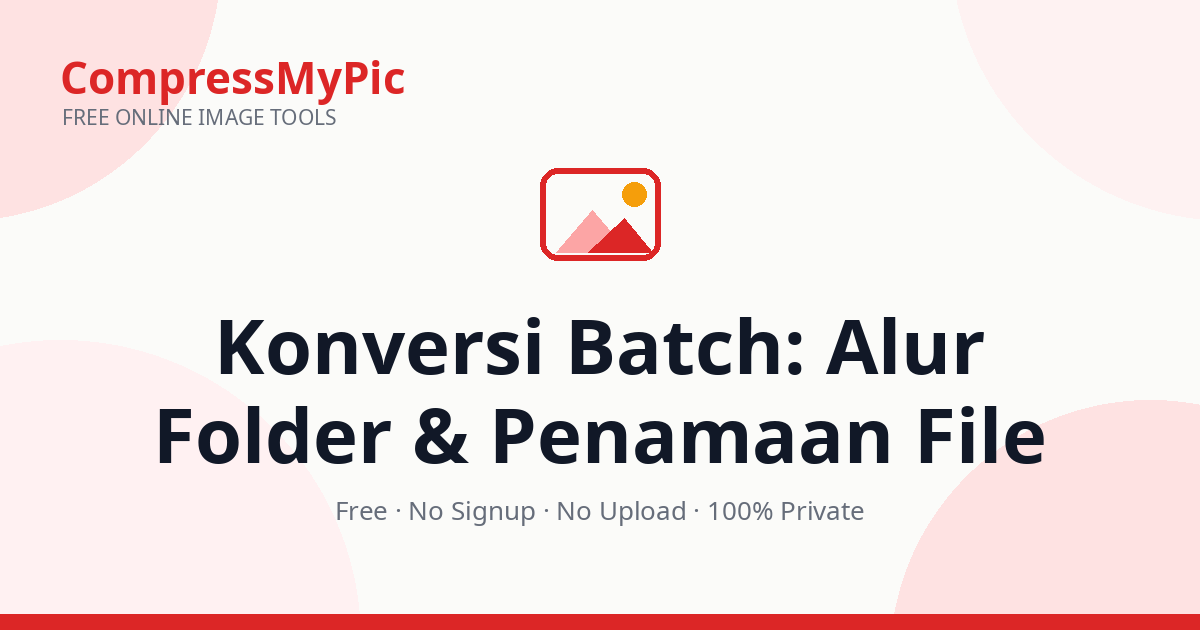 CompressMyPic
FREE ONLINE IMAGE TOOLS
Konversi Batch: Alur
Folder & Penamaan File
Free · No Signup · No Upload · 100% Private